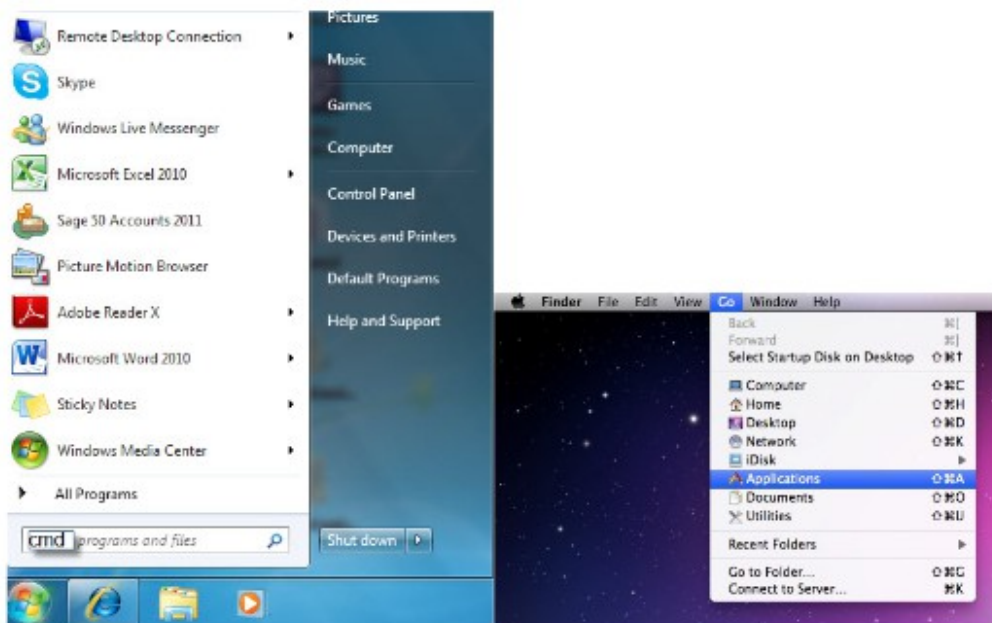 Remote Desktop Connection
Skype
Windows Live Messenger
Microsoft Excel 2010
Sage 50 Accounts 2011
Picture Motion Browser
Adobe Reader X
Microsoft Word 2010
Sticky Notes
Windows Media Center
All Programs
cmd programs and files
Pictures
Music
Games
Computer
Control Panel
Devices and Printers
Default Programs
Help and Support
Shut down
Finder File Edit View Go Window Help
Back ⌘[
Forward ⌘]
Select Startup Disk on Desktop ⇧⌘↑
Computer ⇧⌘C
Home ⇧⌘H
Desktop ⇧⌘D
Network ⇧⌘K
iDisk
Applications ⇧⌘A
Documents ⇧⌘O
Utilities ⇧⌘U
Recent Folders
Go to Folder... ⇧⌘G
Connect to Server... ⌘K